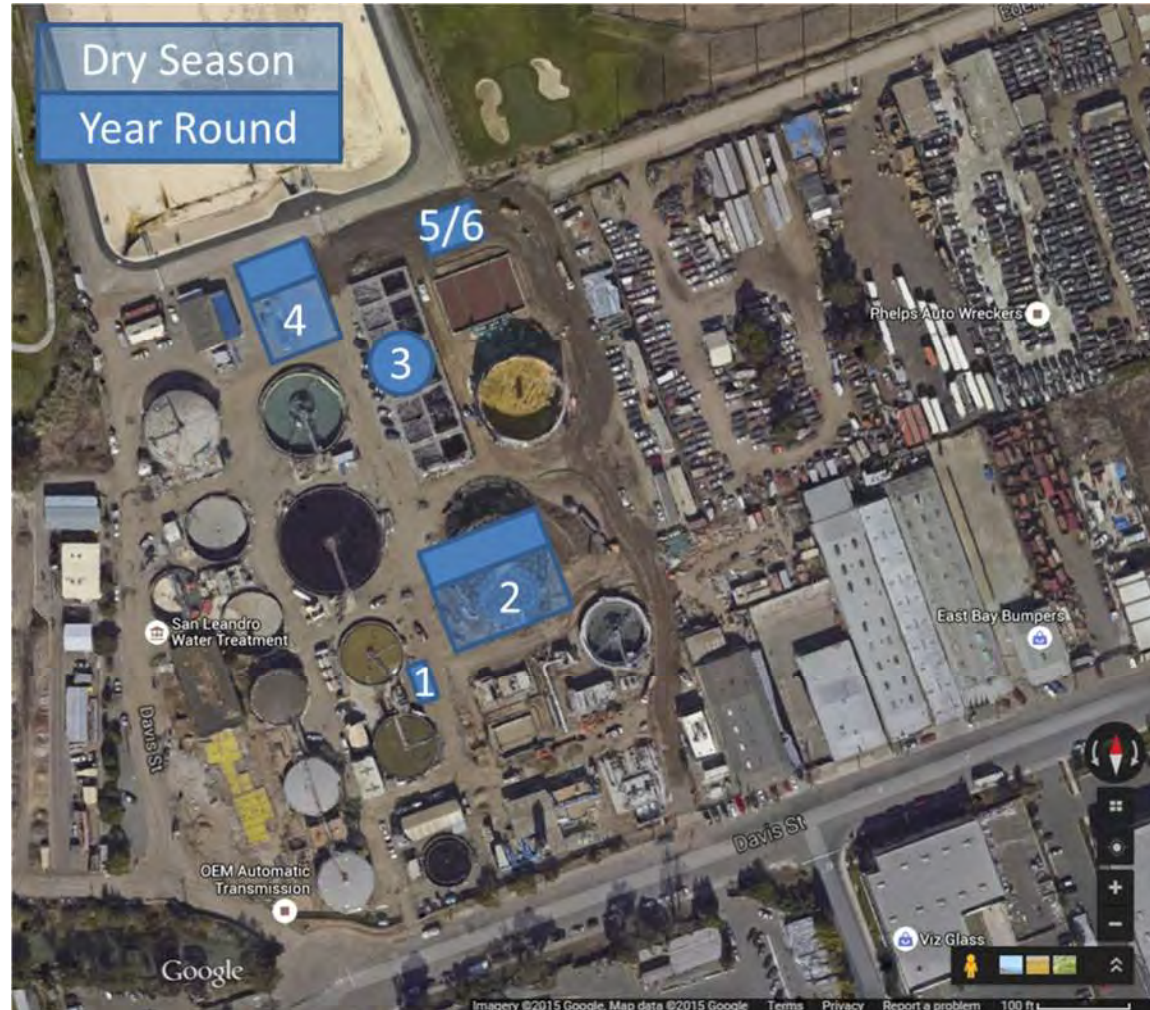 Dry Season
Year Round
Eden
5/6
4
3
Phelps Auto Wreckers
2
San Leandro
Water Treatment
East Bay Bumpers
1
Davis St
Davis St
OEM Automatic
Transmission
Viz Glass
Google
Imagery ©2015 Google, Map data ©2015 Google Terms Privacy Report a problem 100 ft